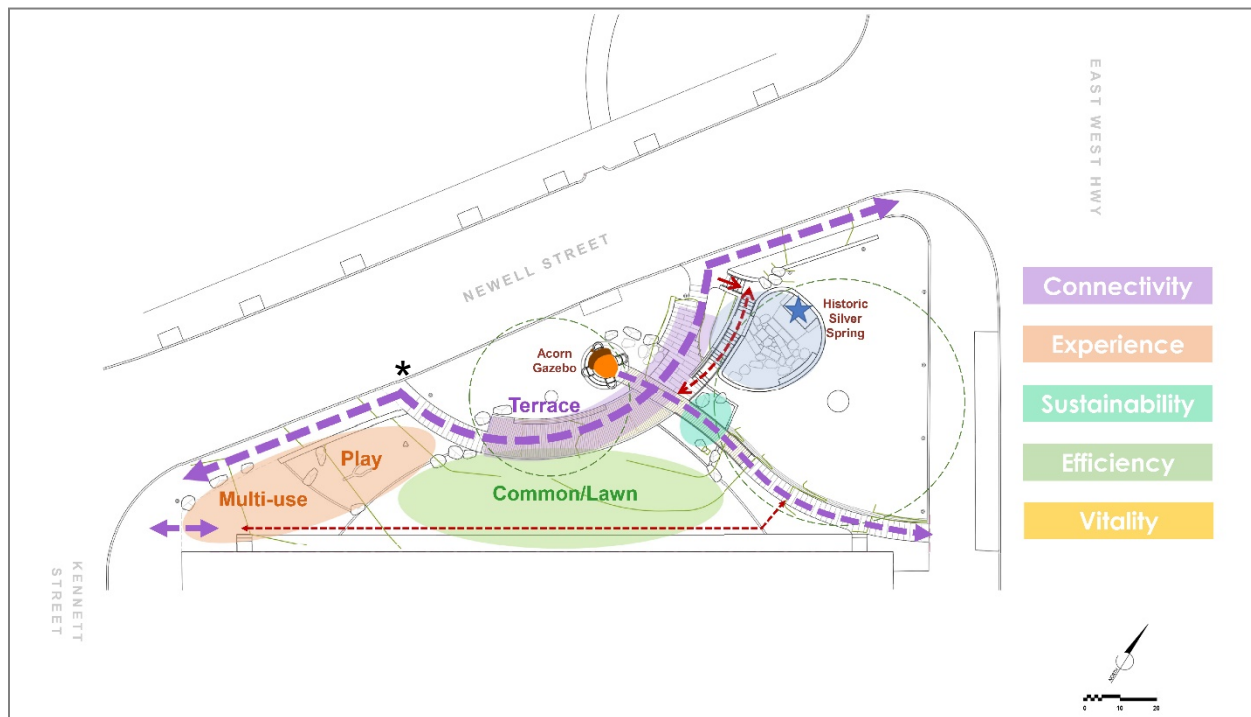 EAST WEST HWY
NEWELL STREET
Historic
Silver
Spring
Acorn
Gazebo
*
Terrace
Play
Multi-use
Common/Lawn
KENNETT
STREET
Connectivity
Experience
Sustainability
Efficiency
Vitality
NORTH
0 10 20